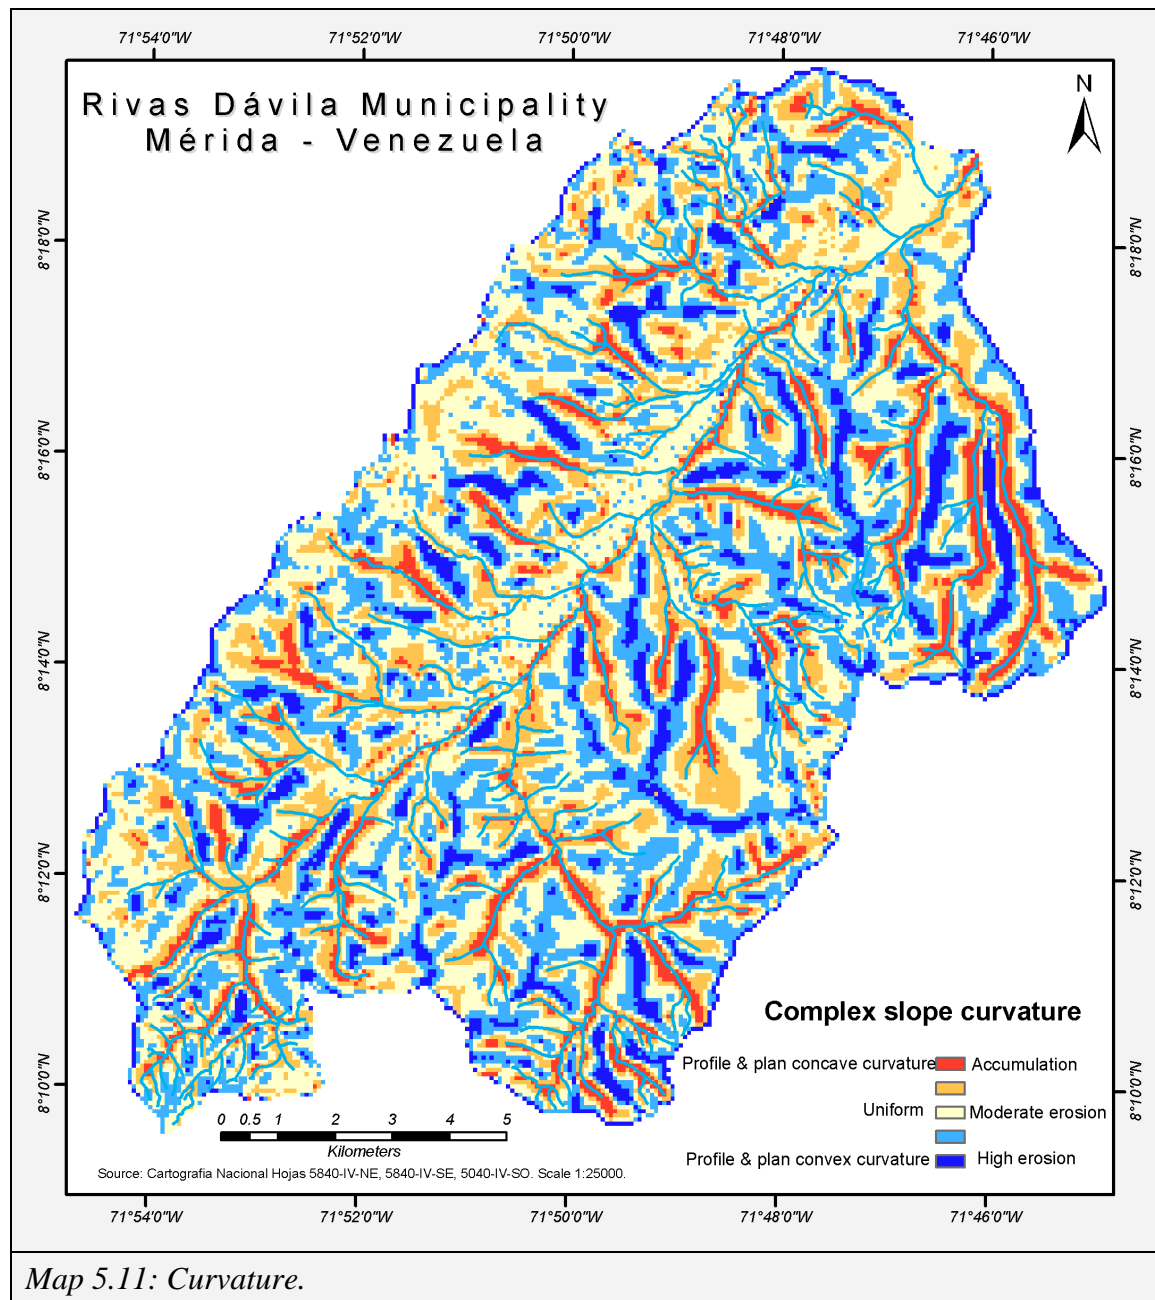 71°54'0"W 71°52'0"W 71°50'0"W 71°48'0"W 71°46'0"W
Rivas Dávila Municipality
Mérida - Venezuela
N
8°18'0"N 8°18'0"N
8°16'0"N 8°16'0"N
8°14'0"N 8°14'0"N
8°12'0"N 8°12'0"N
8°10'0"N 8°10'0"N
Complex slope curvature
Profile & plan concave curvature Accumulation
Uniform Moderate erosion
Profile & plan convex curvature High erosion
0 0.5 1 2 3 4 5
Kilometers
Source: Cartografia Nacional Hojas 5840-IV-NE, 5840-IV-SE, 5040-IV-SO. Scale 1:25000.
71°54'0"W 71°52'0"W 71°50'0"W 71°48'0"W 71°46'0"W
Map 5.11: Curvature.